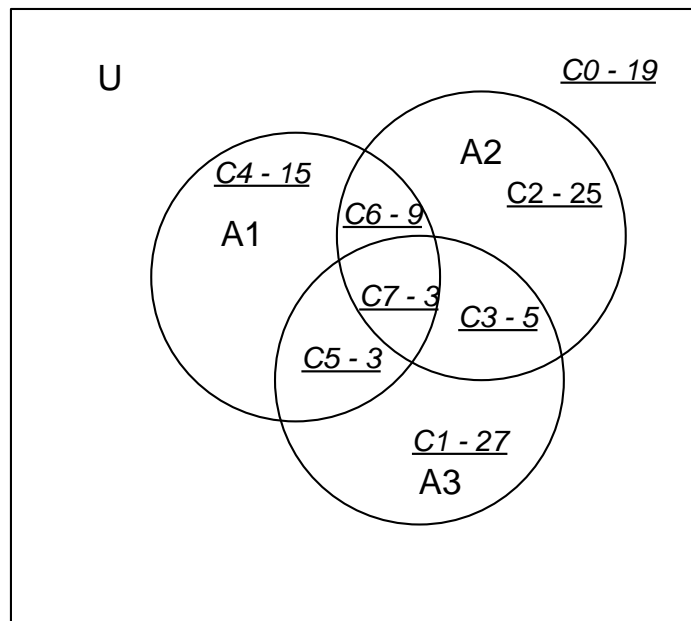 C0 - 19
U
A2
C4 - 15
C2 - 25
C6 - 9
A1
C7 - 3
C3 - 5
C5 - 3
C1 - 27
A3